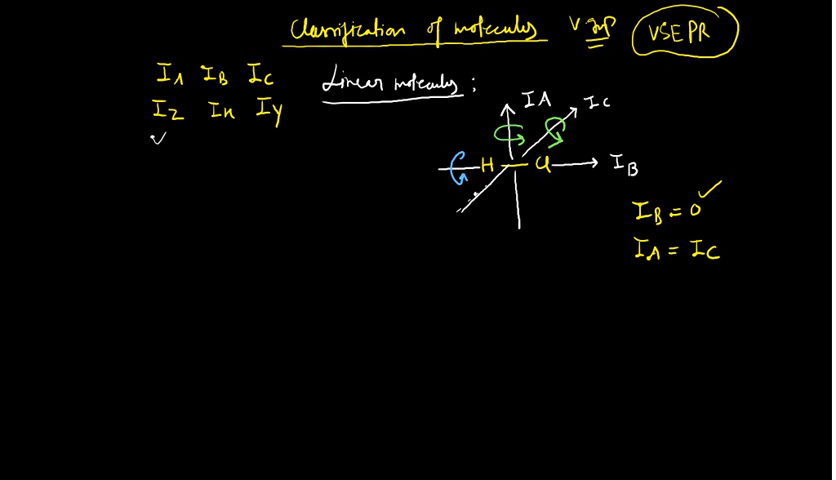 Classification of molecules V imp VSEPR
IA IB IC
Linear molecules ;
IZ Ix Iy
IA
IC
H - Cl
IB
IB = 0
IA = IC